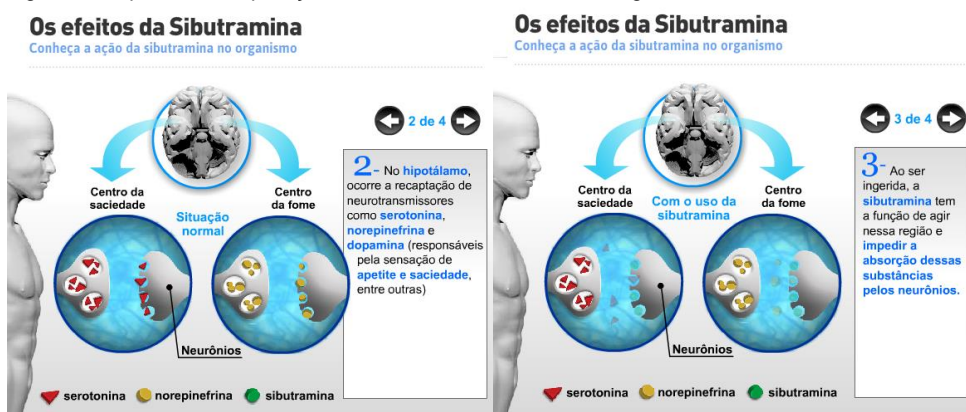 Os efeitos da Sibutramina
Conheça a ação da sibutramina no organismo
2 de 4
Centro da
saciedade
Situação
normal
Centro
da fome
2- No hipotálamo,
ocorre a recaptação de
neurotransmissores
como serotonina,
norepinefrina e
dopamina (responsáveis
pela sensação de
apetite e saciedade,
entre outras)
Neurônios
serotonina norepinefrina sibutramina
Os efeitos da Sibutramina
Conheça a ação da sibutramina no organismo
3 de 4
Centro da
saciedade
Com o uso da
sibutramina
Centro
da fome
3- Ao ser
ingerida, a
sibutramina tem
a função de agir
nessa região e
impedir a
absorção dessas
substâncias
pelos neurônios.
Neurônios
serotonina norepinefrina sibutramina